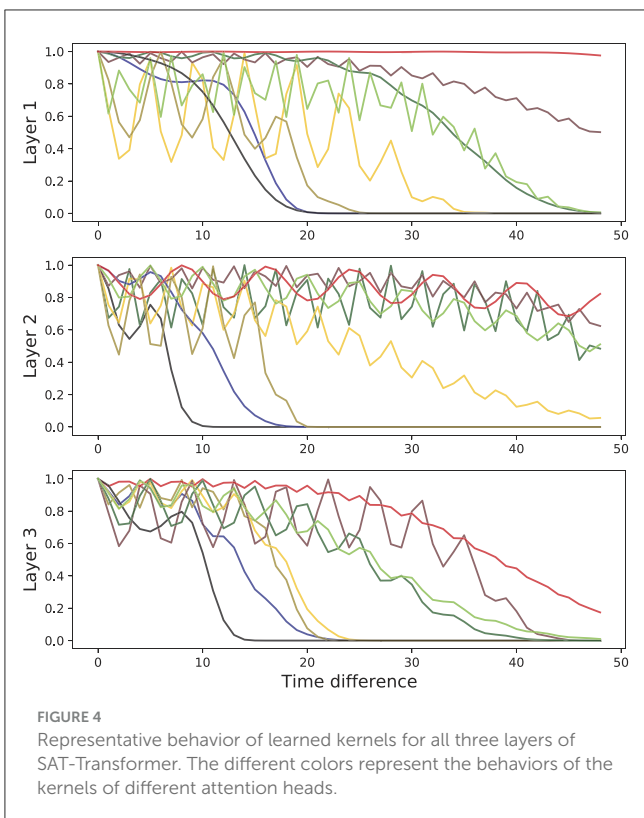 Layer 1
1.0
0.8
0.6
0.4
0.2
0.0
0 10 20 30 40 50
Layer 2
1.0
0.8
0.6
0.4
0.2
0.0
0 10 20 30 40 50
Layer 3
1.0
0.8
0.6
0.4
0.2
0.0
0 10 20 30 40 50
Time difference
FIGURE 4
Representative behavior of learned kernels for all three layers of
SAT-Transformer. The different colors represent the behaviors of the
kernels of different attention heads.